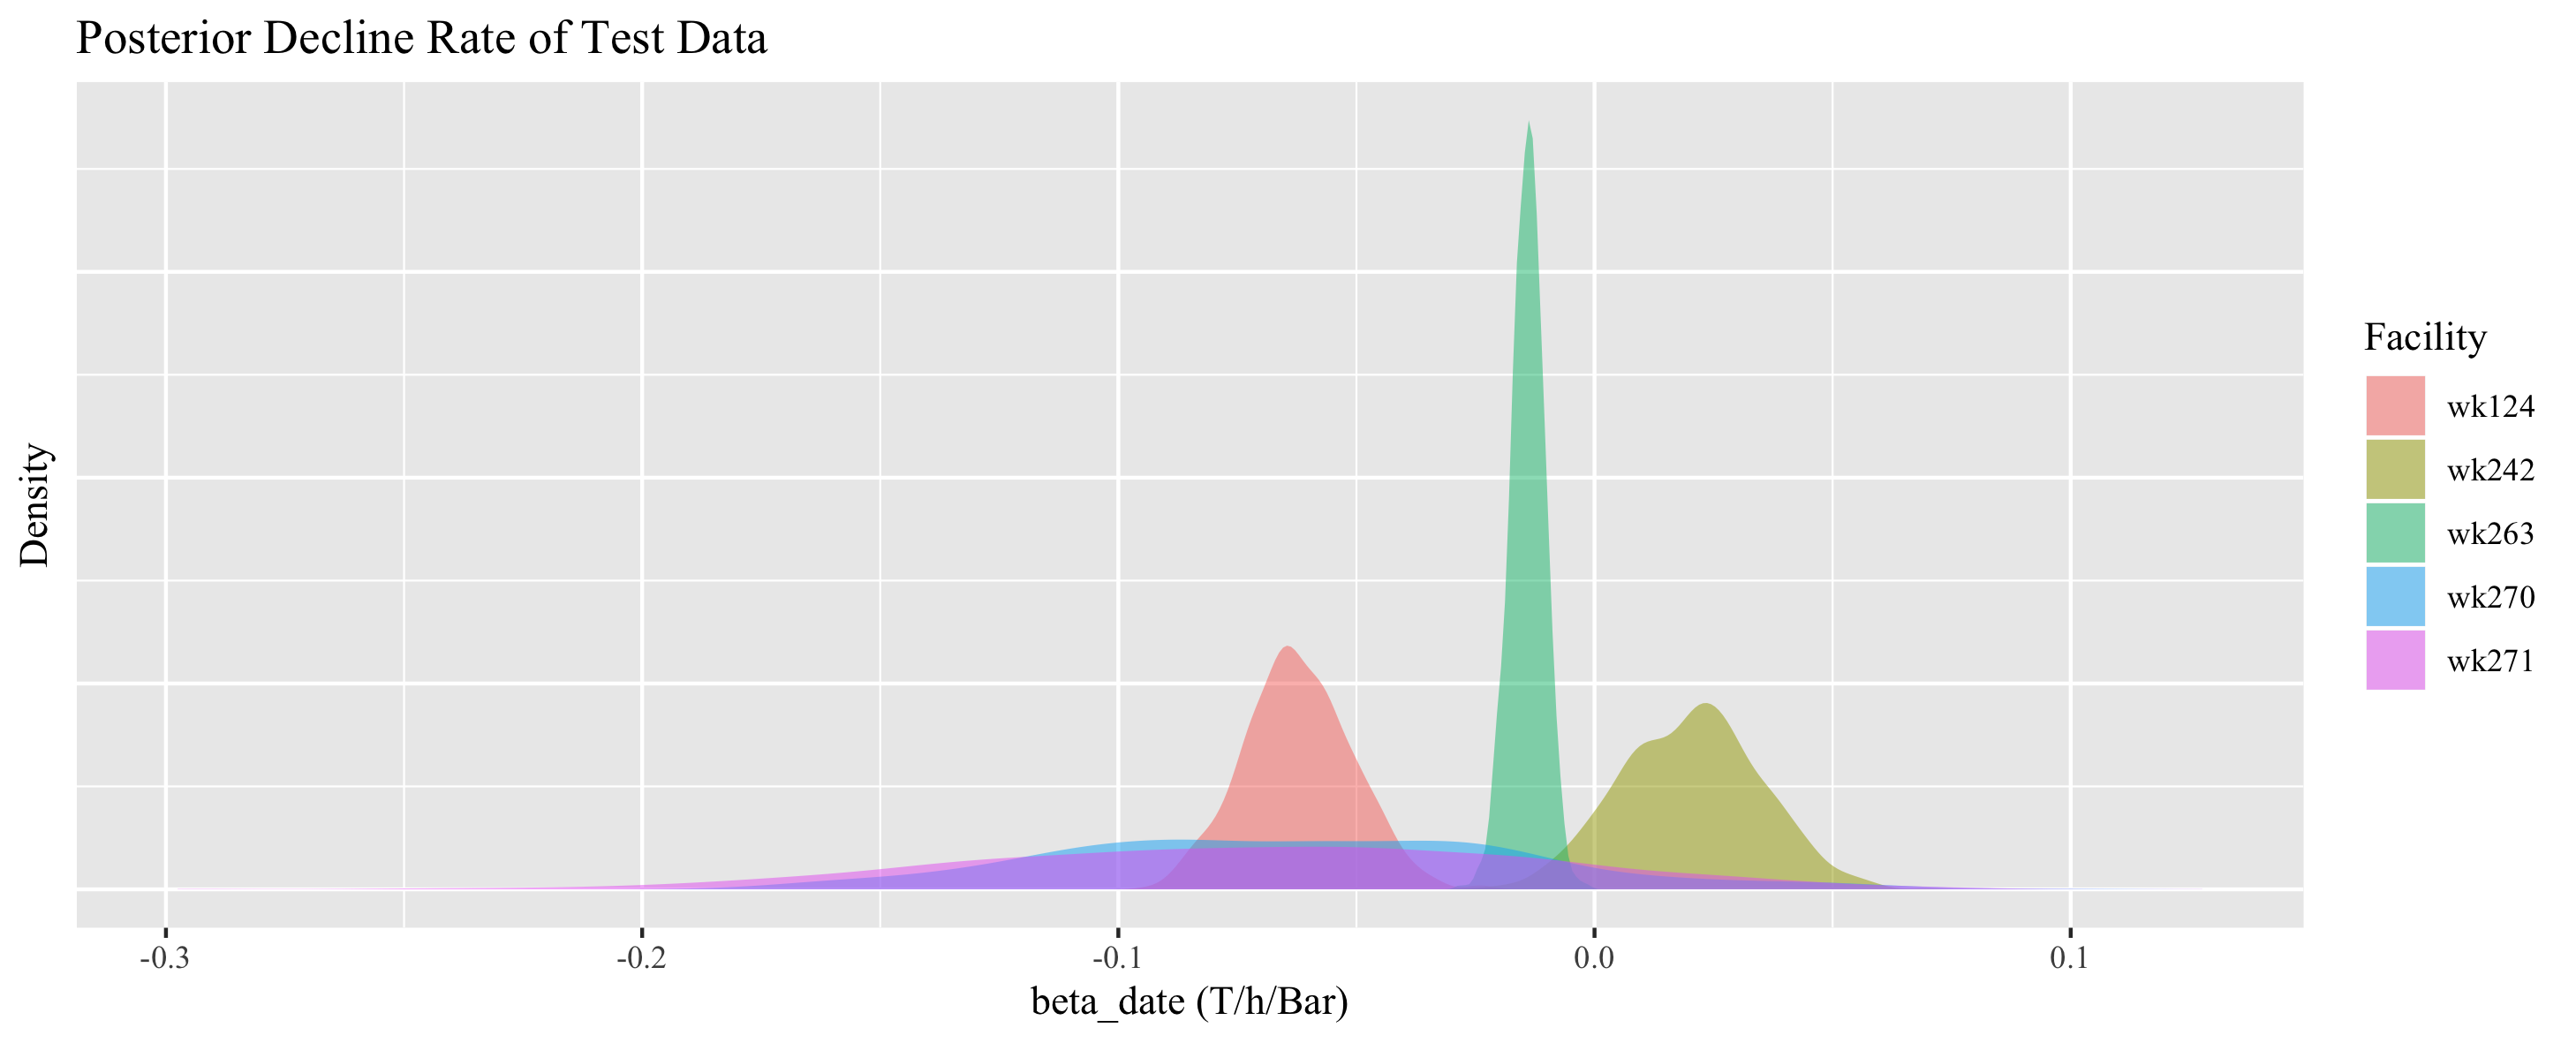 Posterior Decline Rate of Test Data
Density
-0.3
-0.2
-0.1
0.0
0.1
beta_date (T/h/Bar)
Facility
wk124
wk242
wk263
wk270
wk271